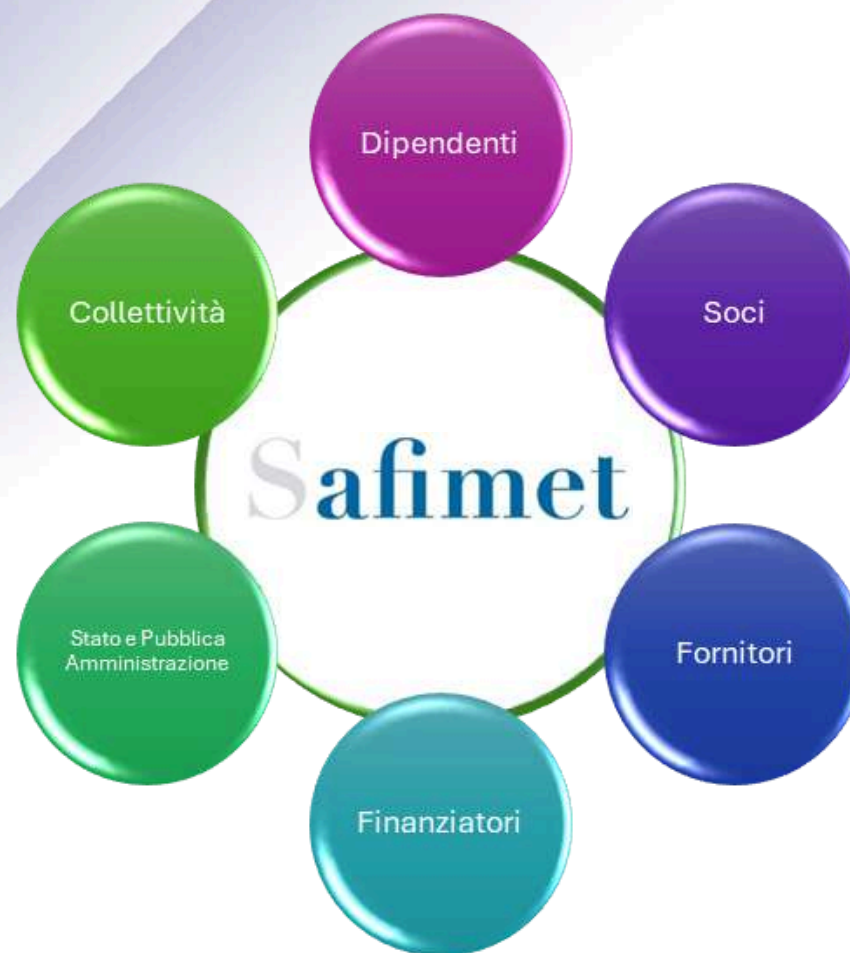 Dipendenti
Soci
Fornitori
Finanziatori
Stato e Pubblica
Amministrazione
Collettività
Safimet